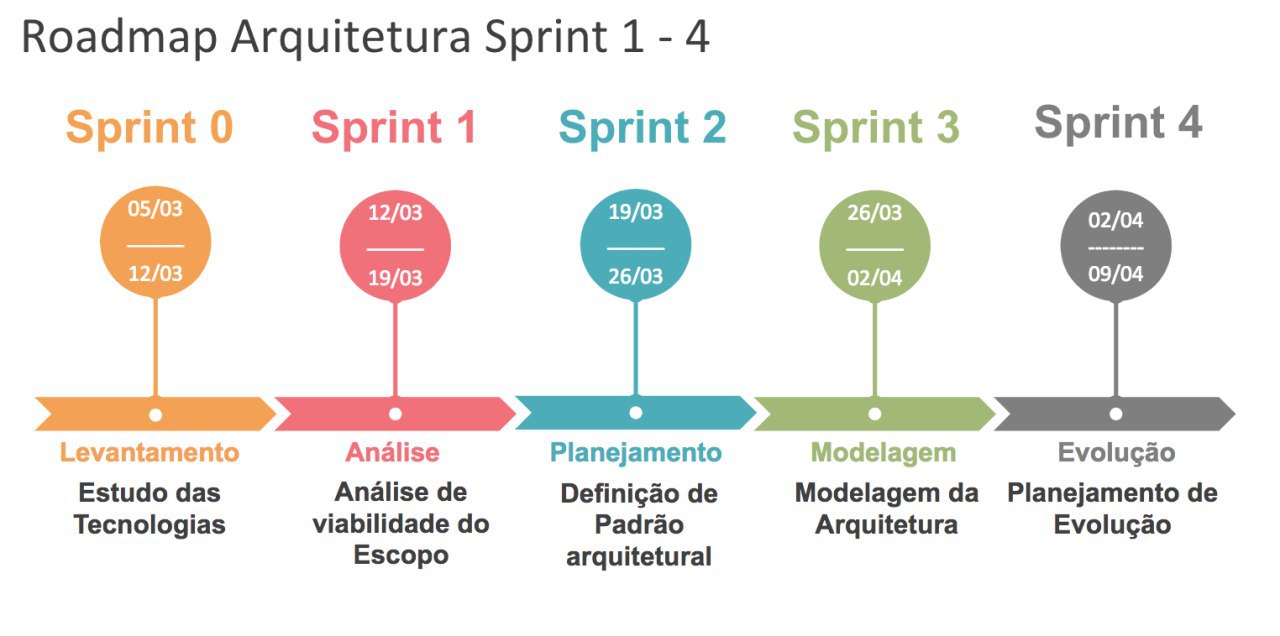 Roadmap Arquitetura Sprint 1 - 4
Sprint 0
Sprint 1
Sprint 2
Sprint 3
Sprint 4
05/03
12/03
12/03
19/03
19/03
26/03
26/03
02/04
02/04
--------
09/04
Levantamento
Estudo das
Tecnologias
Análise
Análise de
viabilidade do
Escopo
Planejamento
Definição de
Padrão
arquitetural
Modelagem
Modelagem da
Arquitetura
Evolução
Planejamento de
Evolução